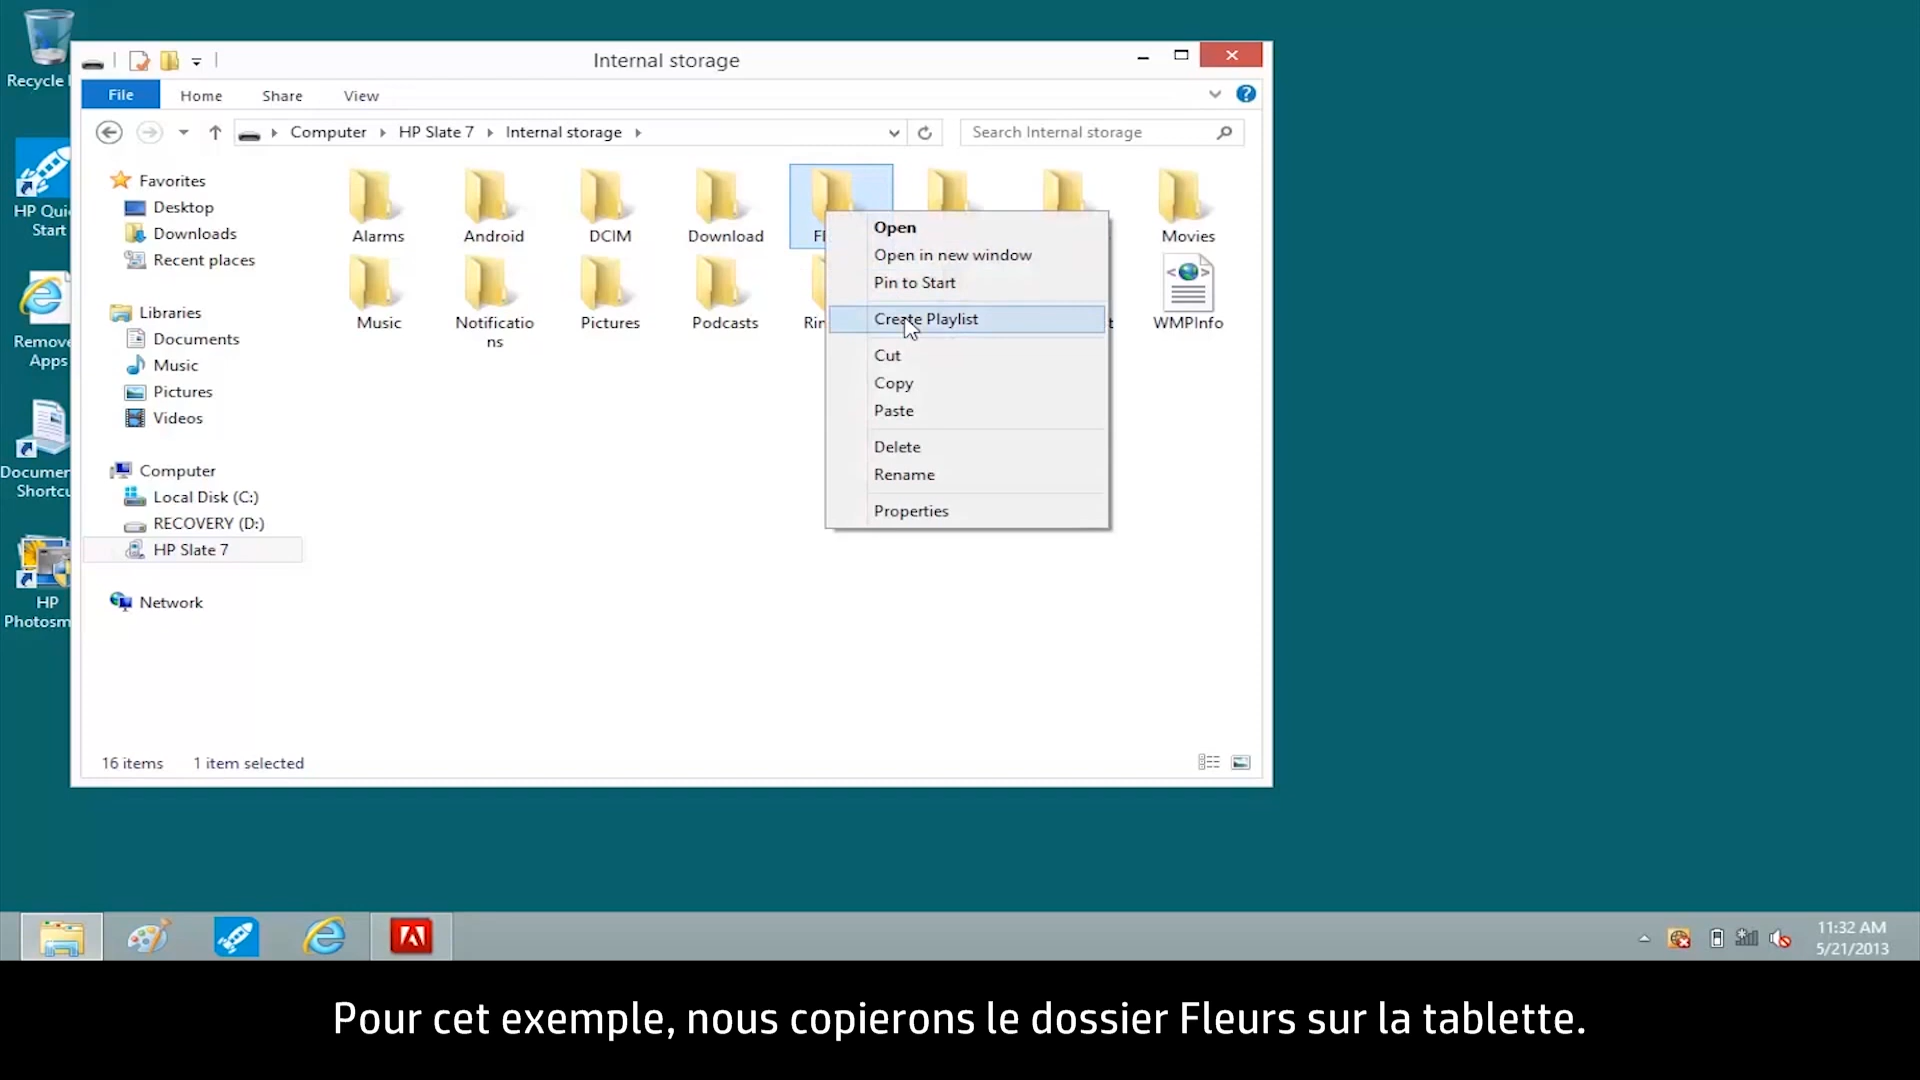 Recycle
HP Qui
Start
Remove
Apps
Documen
Shortcu
HP
Photosm
Internal storage
File Home Share View
Computer HP Slate 7 Internal storage
Search Internal storage
Favorites
Desktop
Downloads
Recent places
Libraries
Documents
Music
Pictures
Videos
Computer
Local Disk (C:)
RECOVERY (D:)
HP Slate 7
Network
Alarms Android DCIM Download Fl Movies
Music Notificatio
ns Pictures Podcasts Rin t WMPInfo
Open
Open in new window
Pin to Start
Create Playlist
Cut
Copy
Paste
Delete
Rename
Properties
16 items 1 item selected
11:32 AM
5/21/2013
Pour cet exemple, nous copierons le dossier Fleurs sur la tablette.